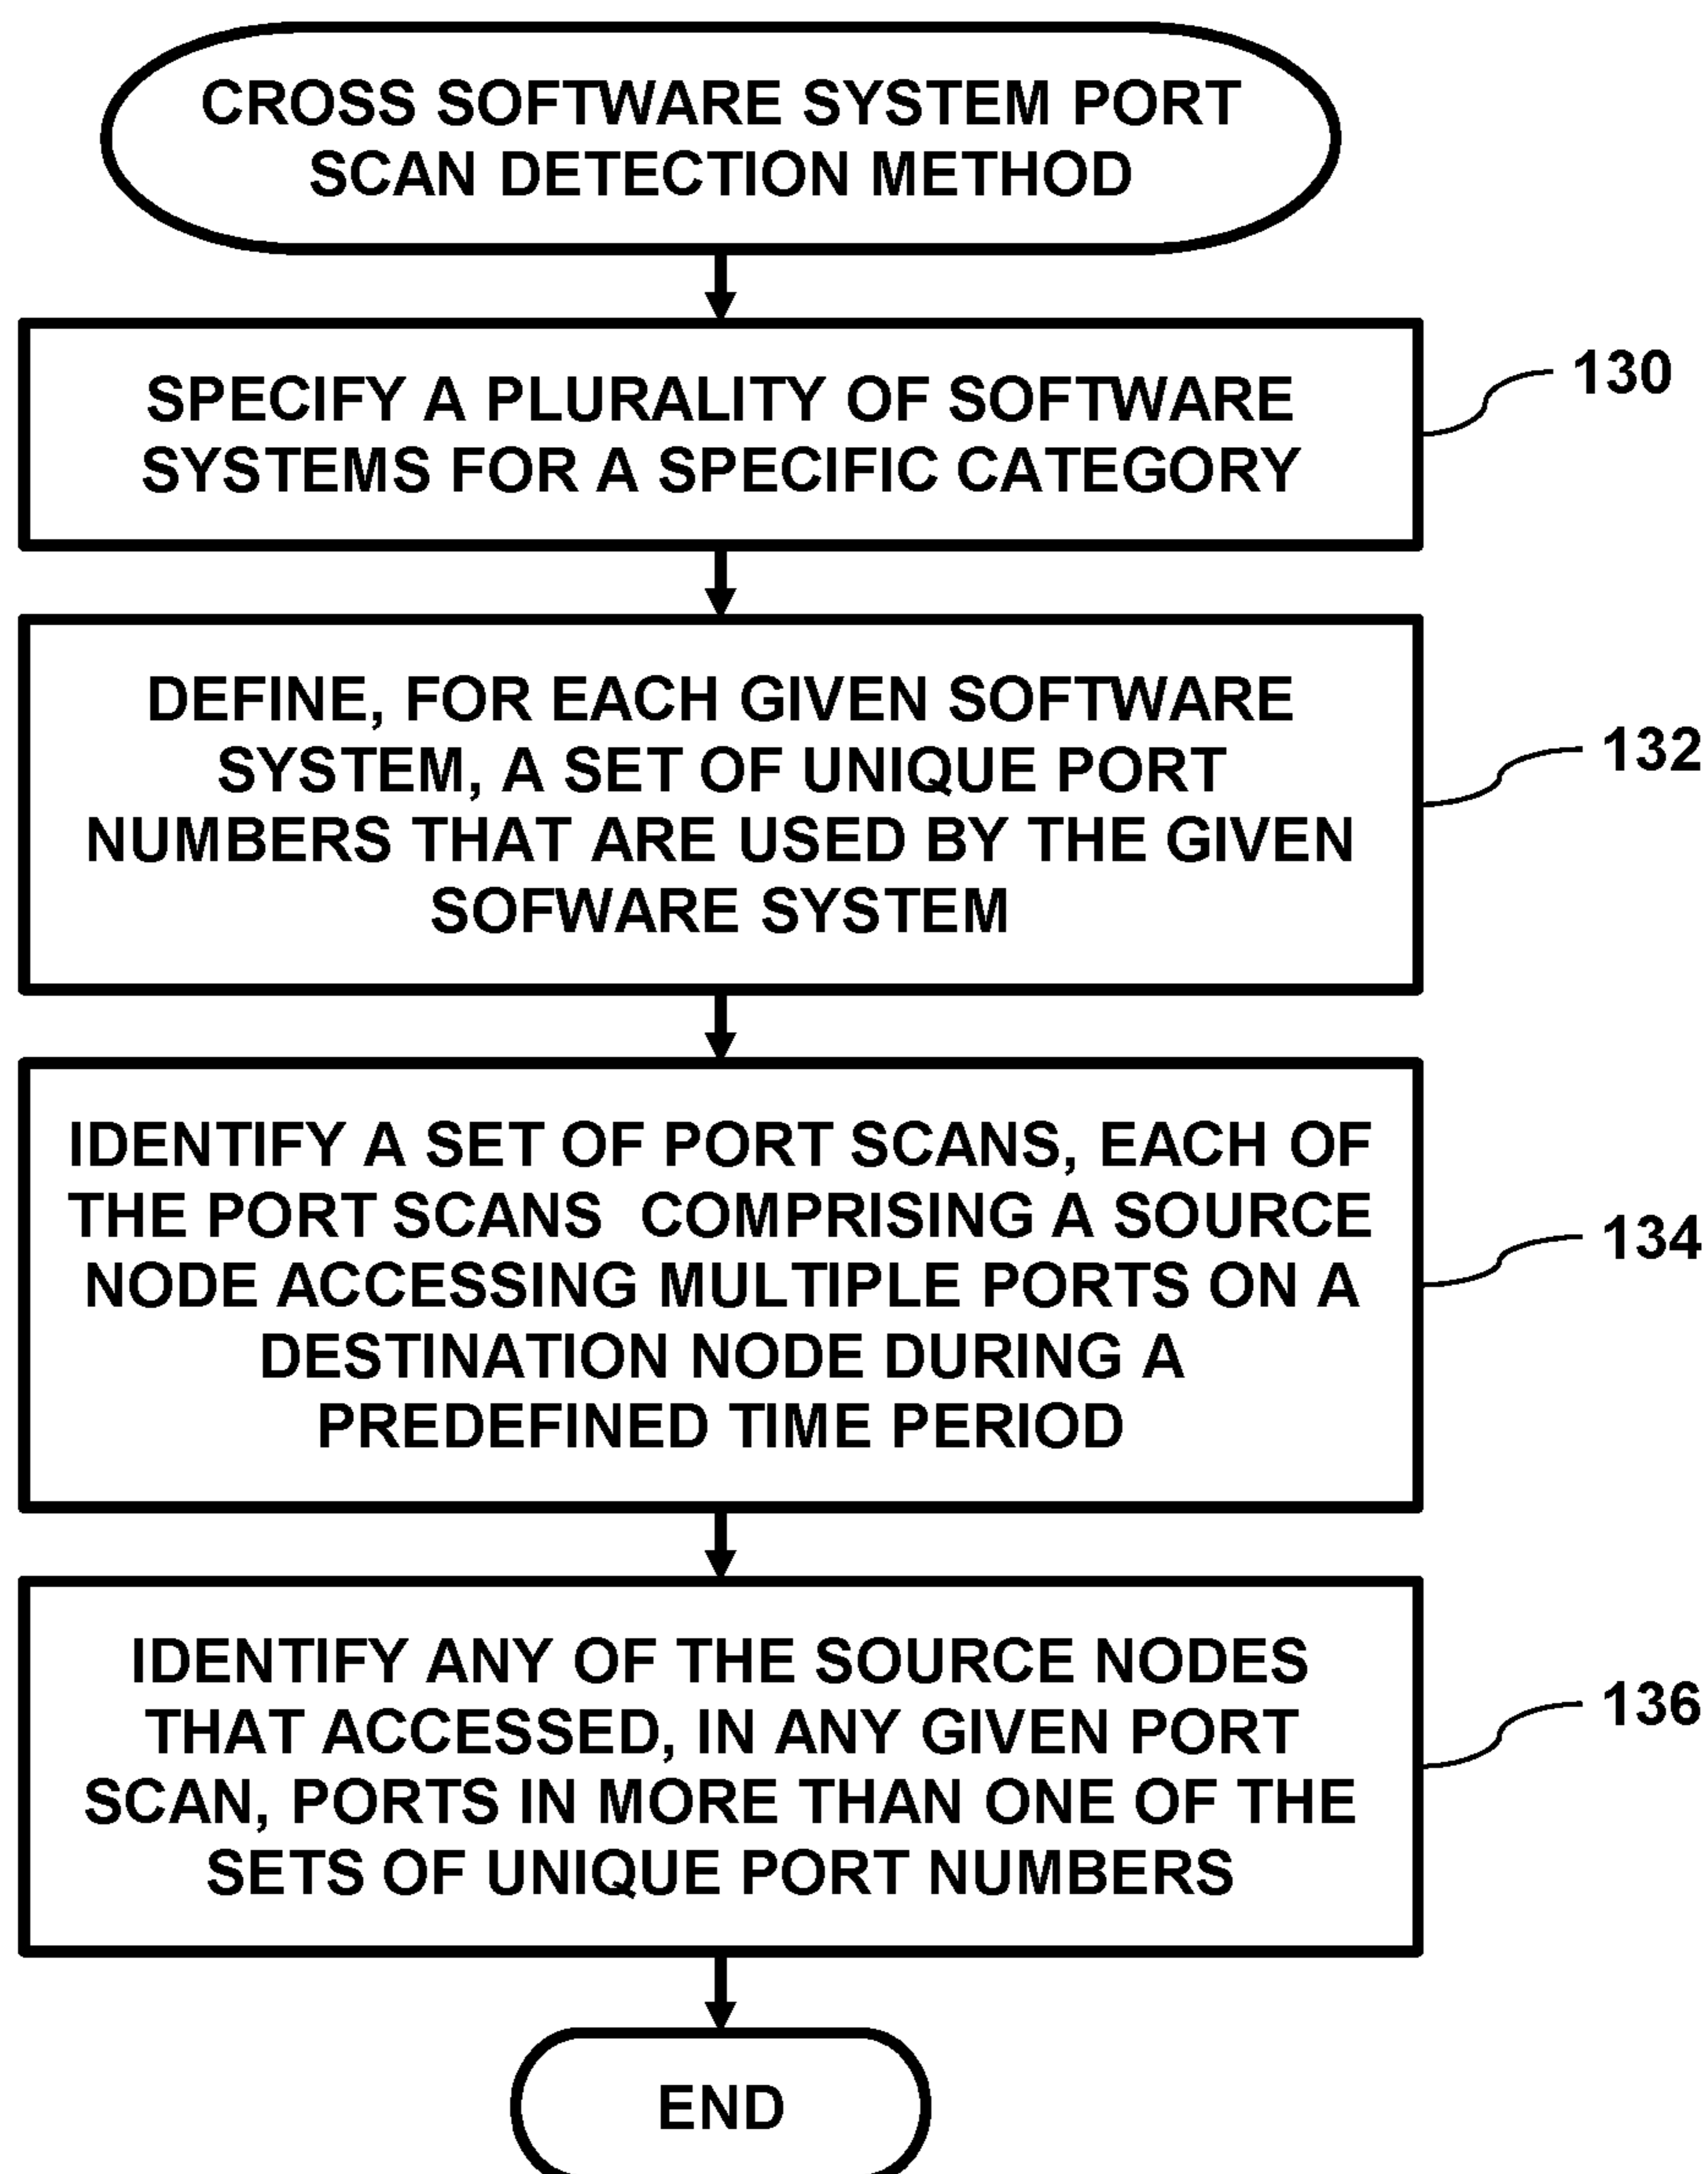 CROSS SOFTWARE SYSTEM PORT
SCAN DETECTION METHOD
SPECIFY A PLURALITY OF SOFTWARE
SYSTEMS FOR A SPECIFIC CATEGORY
130
DEFINE, FOR EACH GIVEN SOFTWARE
SYSTEM, A SET OF UNIQUE PORT
NUMBERS THAT ARE USED BY THE GIVEN
SOFWARE SYSTEM
132
IDENTIFY A SET OF PORT SCANS, EACH OF
THE PORT SCANS  COMPRISING A SOURCE
NODE ACCESSING MULTIPLE PORTS ON A
DESTINATION NODE DURING A
PREDEFINED TIME PERIOD
134
IDENTIFY ANY OF THE SOURCE NODES
THAT ACCESSED, IN ANY GIVEN PORT
SCAN, PORTS IN MORE THAN ONE OF THE
SETS OF UNIQUE PORT NUMBERS
136
END